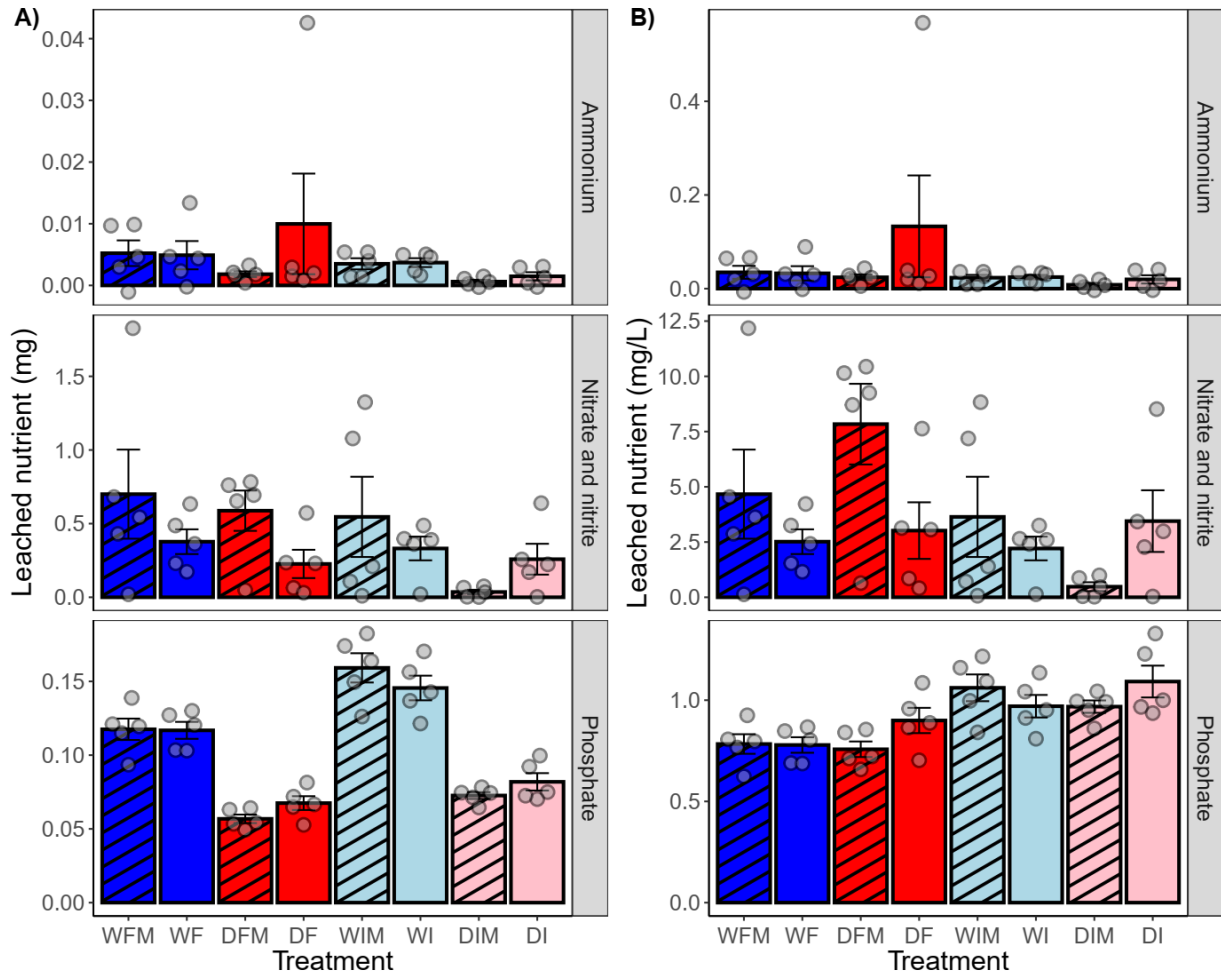 A)
Leached nutrient (mg)
0.04
0.03
0.02
0.01
0.00
Ammonium
1.5
1.0
0.5
0.0
Nitrate and nitrite
0.15
0.10
0.05
0.00
Phosphate
WFM WF DFM DF WIM WI DIM DI
Treatment
B)
Leached nutrient (mg/L)
0.4
0.2
0.0
Ammonium
12.5
10.0
7.5
5.0
2.5
0.0
Nitrate and nitrite
1.0
0.5
0.0
Phosphate
WFM WF DFM DF WIM WI DIM DI
Treatment